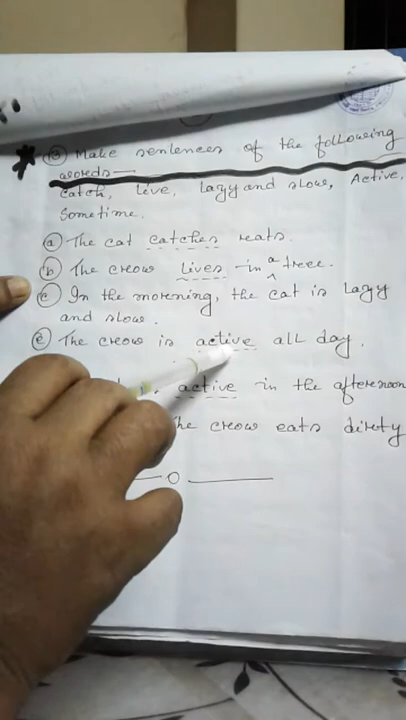 Make sentences of the following
words—
Catch, Live, Lazy and slow, Active,
Sometime.
(a) The cat catches reats.
(b) The crow lives in a tree.
(c) In the morning, the cat is Lazy
and slow.
(e) The crow is active all day.
active in the afternoon
The crow eats dirty